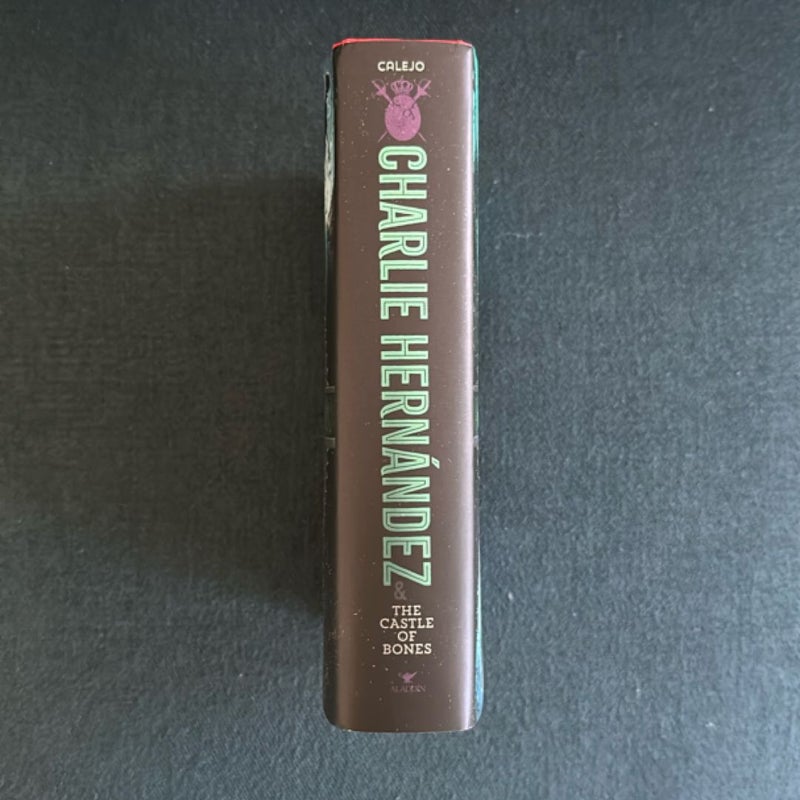 CALEJO
CHARLIE HERNÁNDEZ
&
THE
CASTLE
OF
BONES
ALADDIN